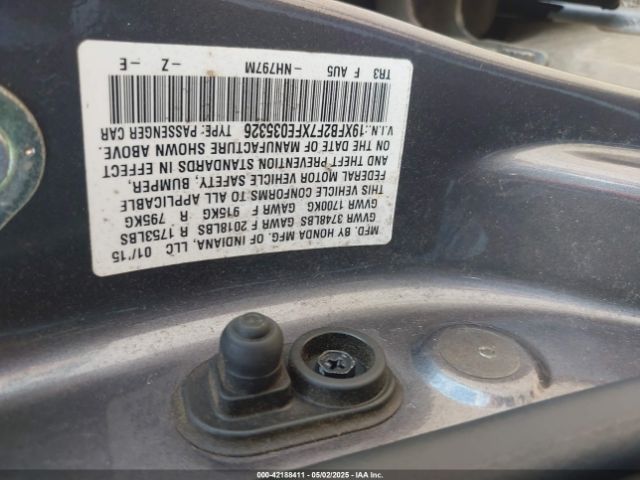 MFD. BY HONDA MFG. OF INDIANA, LLC 01/15
GVWR 3748LBS GAWR F 2018LBS R 1753LBS
GVWR 1700KG GAWR F 915KG R 795KG
THIS VEHICLE CONFORMS TO ALL APPLICABLE
FEDERAL MOTOR VEHICLE SAFETY, BUMPER,
AND THEFT PREVENTION STANDARDS IN EFFECT
ON THE DATE OF MANUFACTURE SHOWN ABOVE.
V.I.N.:19XFB2F7XFE035326 TYPE: PASSENGER CAR
TR3 F AU5 -NH797M -Z -E
000-42188411 - 05/02/2025 - IAA Inc.